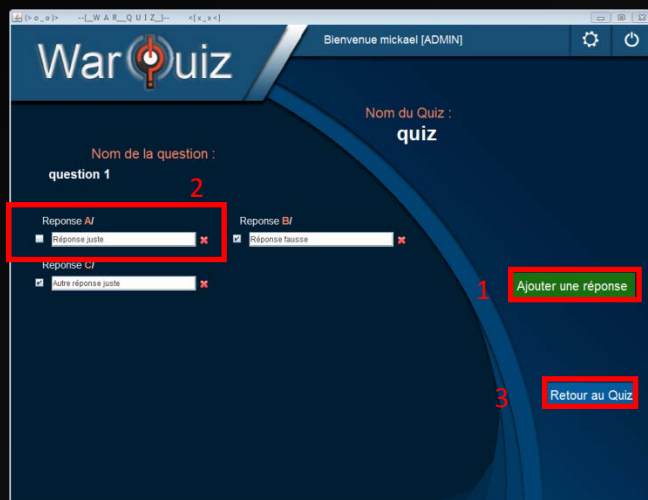 (>o_o)> --[_W A R__Q U I Z_]-- <[x_x<]
War Quiz
Bienvenue mickael [ADMIN]
Nom du Quiz :
quiz
Nom de la question :
question 1
2
Reponse A/
Reponse B/
Réponse juste
Réponse fausse
Reponse C/
Autre réponse juste
1
Ajouter une réponse
3
Retour au Quiz